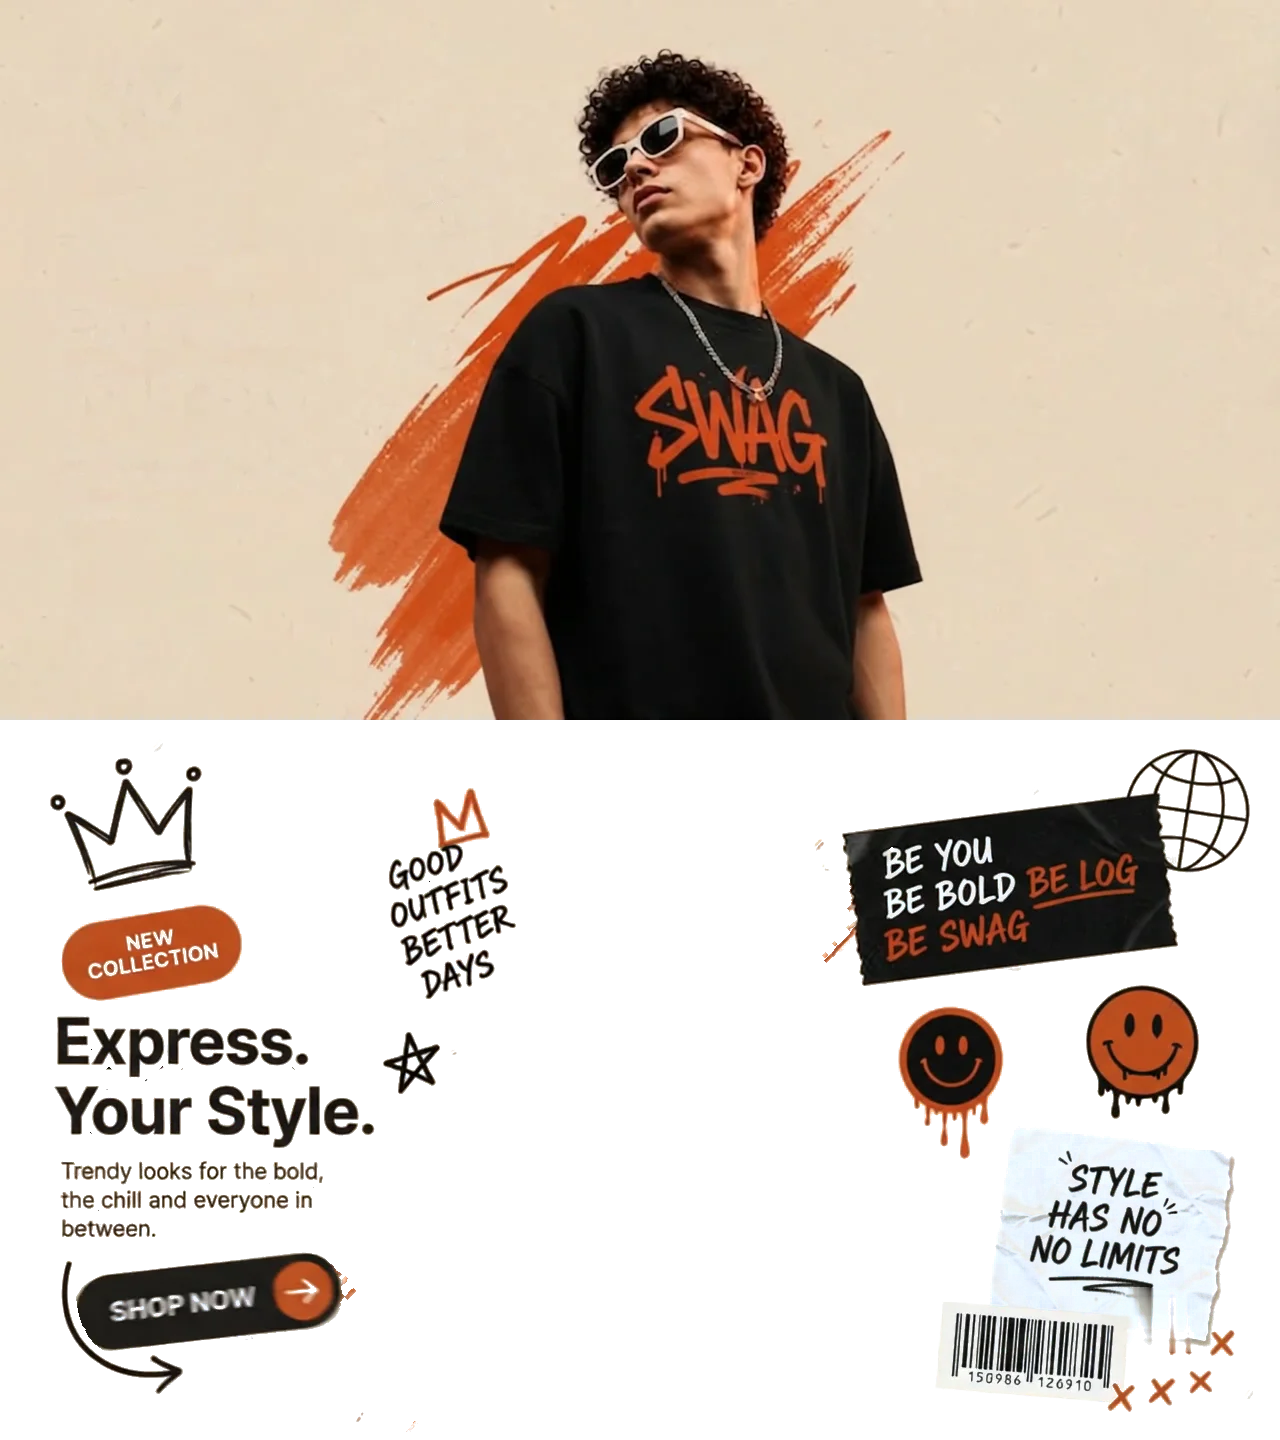 SWAG
NEW
COLLECTION
Express.
Your Style.
Trendy looks for the bold,
the chill and everyone in
between.
SHOP NOW
GOOD
OUTFITS
BETTER
DAYS
BE YOU
BE BOLD BE LOG
BE SWAG
STYLE
HAS NO
NO LIMITS
150986 126910